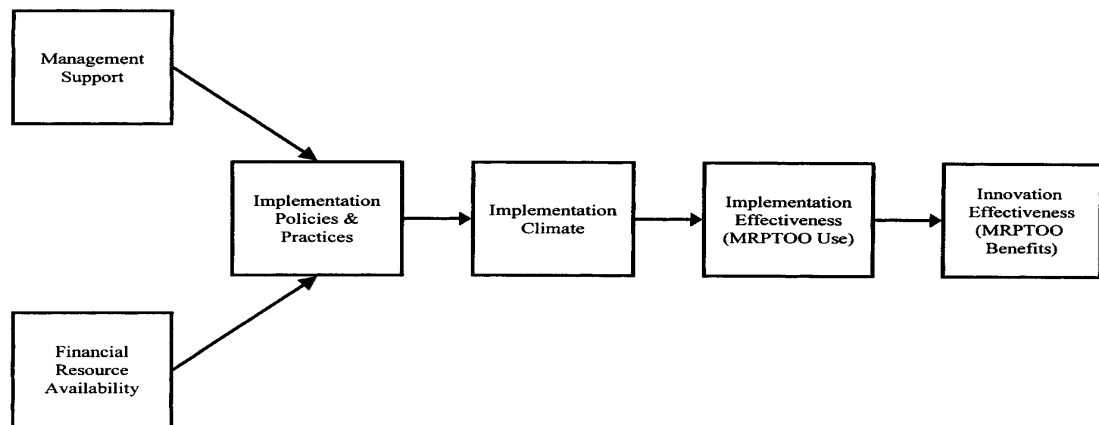 Management
Support
Implementation
Policies &
Practices
Implementation
Climate
Implementation
Effectiveness
(MRPTOO Use)
Innovation
Effectiveness
(MRPTOO
Benefits)
Financial
Resource
Availability